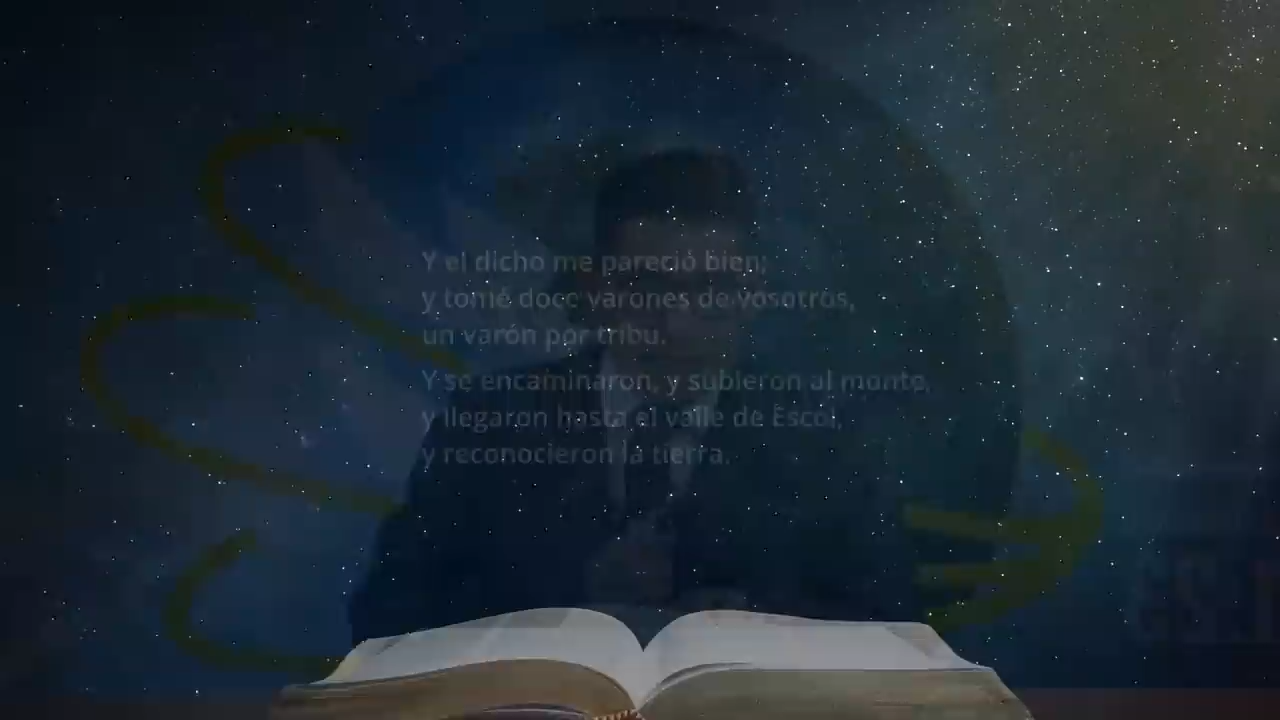 Y el dicho me pareció bien;
y tomé doce varones de vosotros,
un varón por tribu.
Y se encaminaron, y subieron al monte,
y llegaron hasta el valle de Escol,
y reconocieron la tierra.